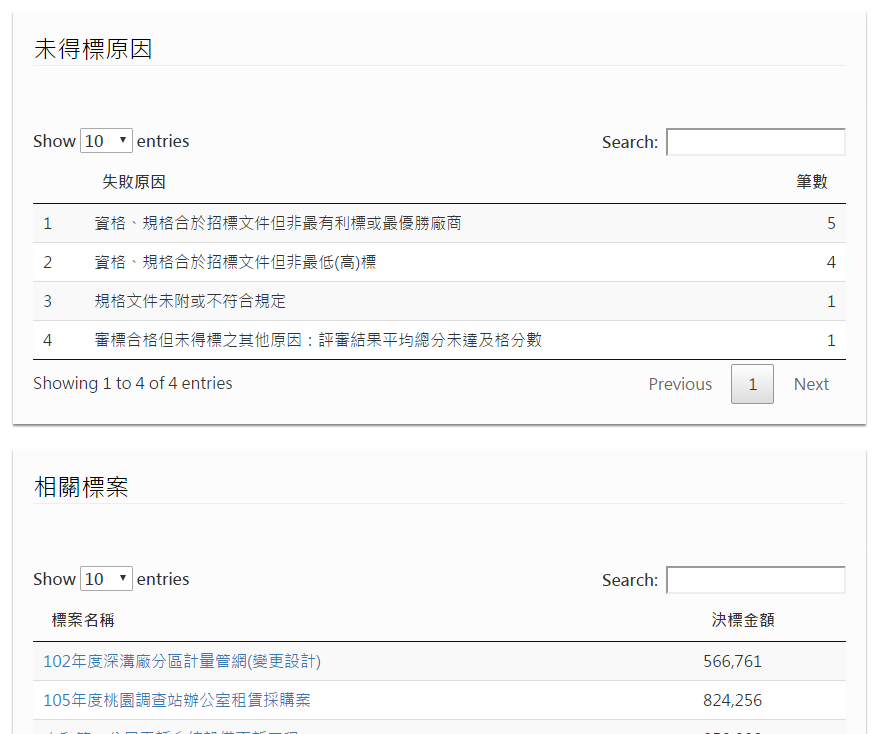 未得標原因
Show 10 entries Search:
失敗原因 筆數
1 資格、規格合於招標文件但非最有利標或最優勝廠商 5
2 資格、規格合於招標文件但非最低(高)標 4
3 規格文件未附或不符合規定 1
4 審標合格但未得標之其他原因：評審結果平均總分未達及格分數 1
Showing 1 to 4 of 4 entries Previous 1 Next
相關標案
Show 10 entries Search:
標案名稱 決標金額
102年度深溝廠分區計量管網(變更設計) 566,761
105年度桃園調查站辦公室租賃採購案 824,256